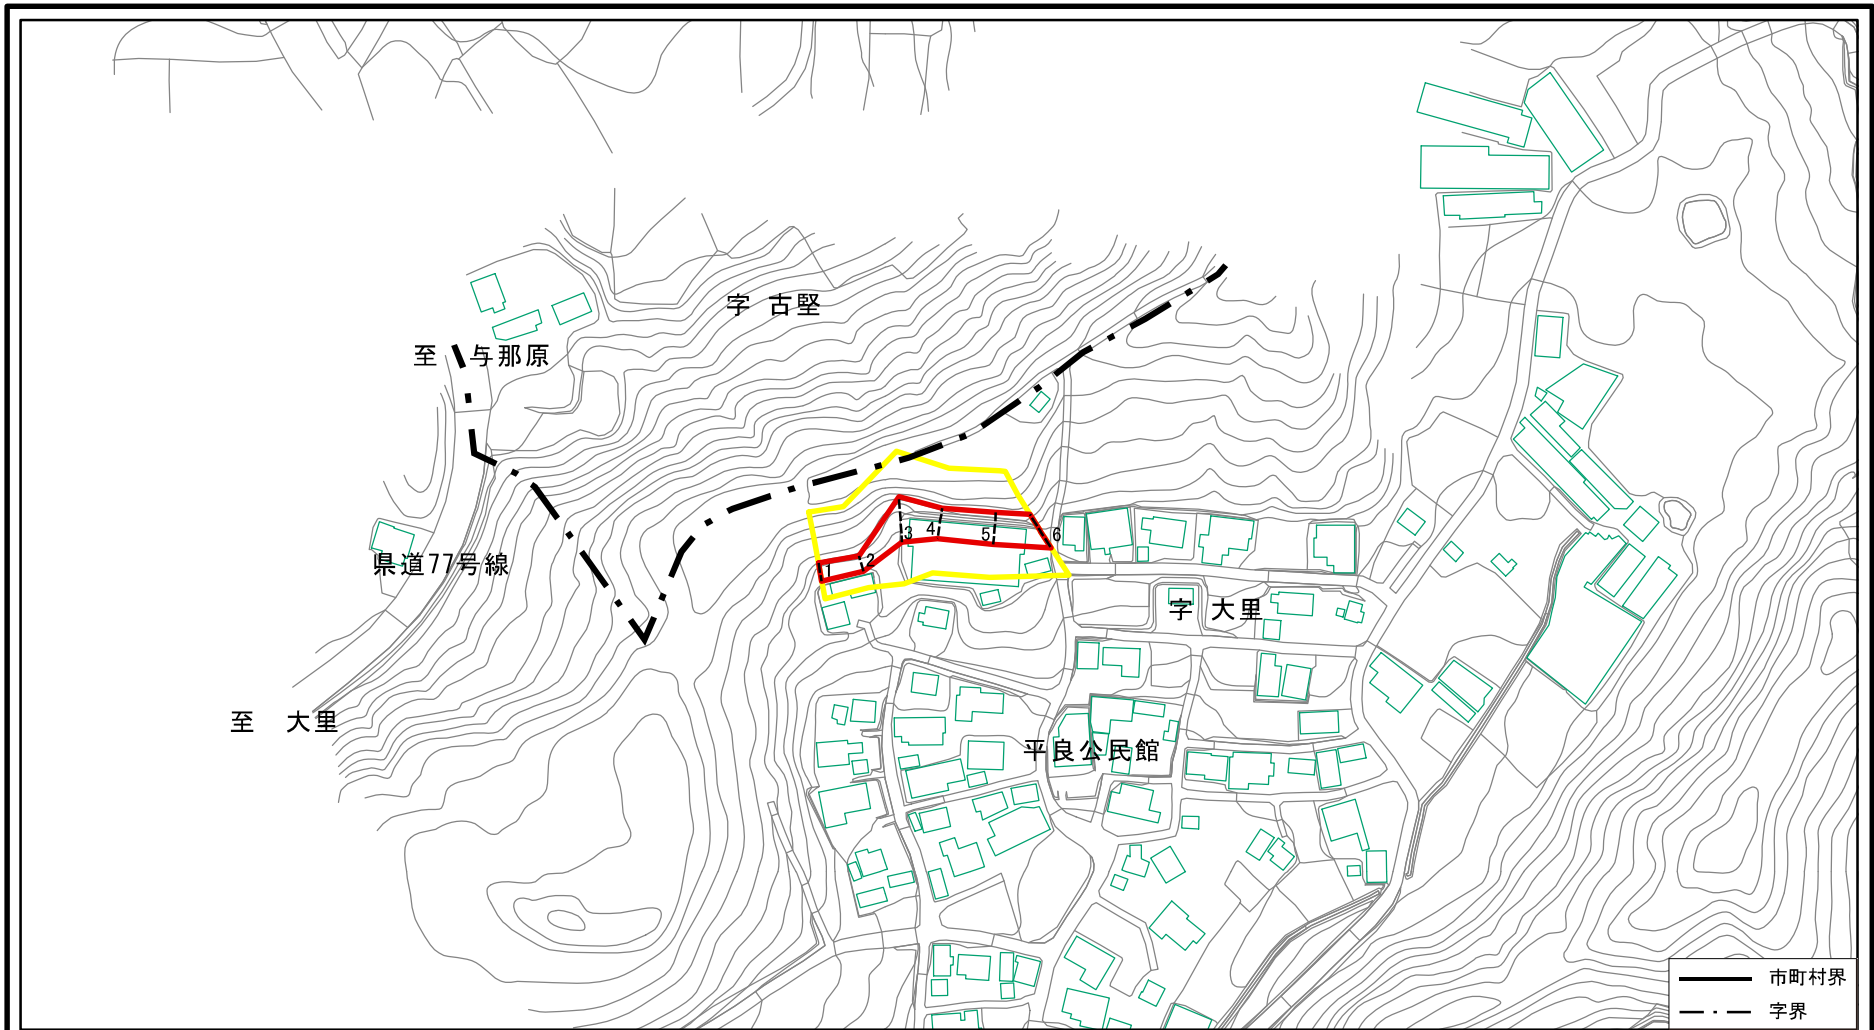 字 古堅
至 与那原
県道77号線
1
2
3
4
5
6
字 大里
至 大里
平良公民館
市町村界
字界